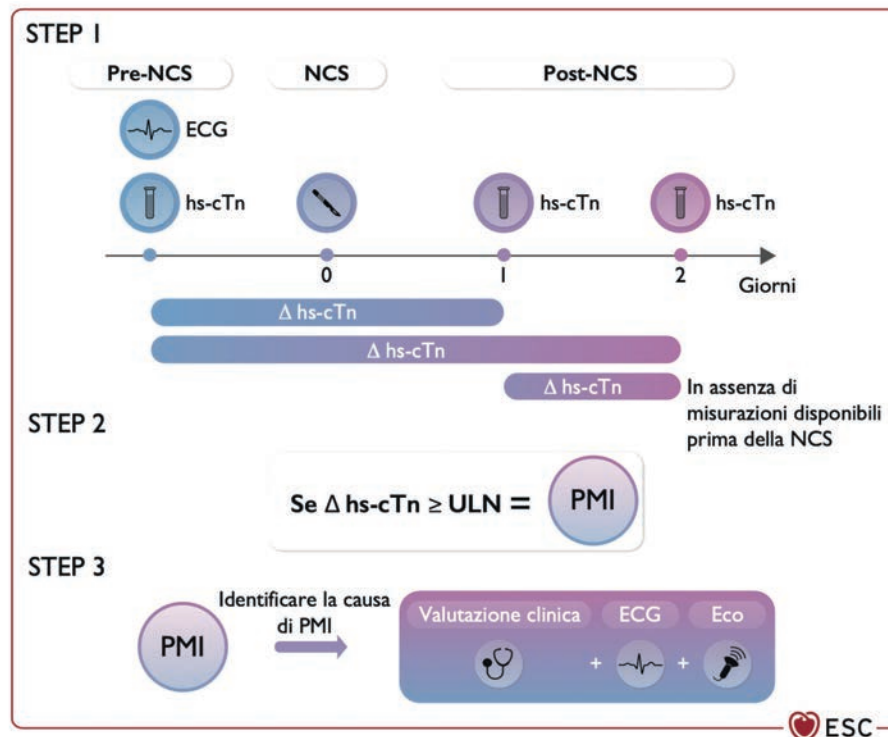 STEP 1
Pre-NCS
NCS
Post-NCS
ECG
hs-cTn
hs-cTn
hs-cTn
0
1
2
Giorni
Δ hs-cTn
Δ hs-cTn
Δ hs-cTn
In assenza di
misurazioni disponibili
prima della NCS
STEP 2
Se Δ hs-cTn ≥ ULN =
PMI
STEP 3
PMI
Identificare la causa
di PMI
Valutazione clinica
ECG
Eco
+
+
ESC